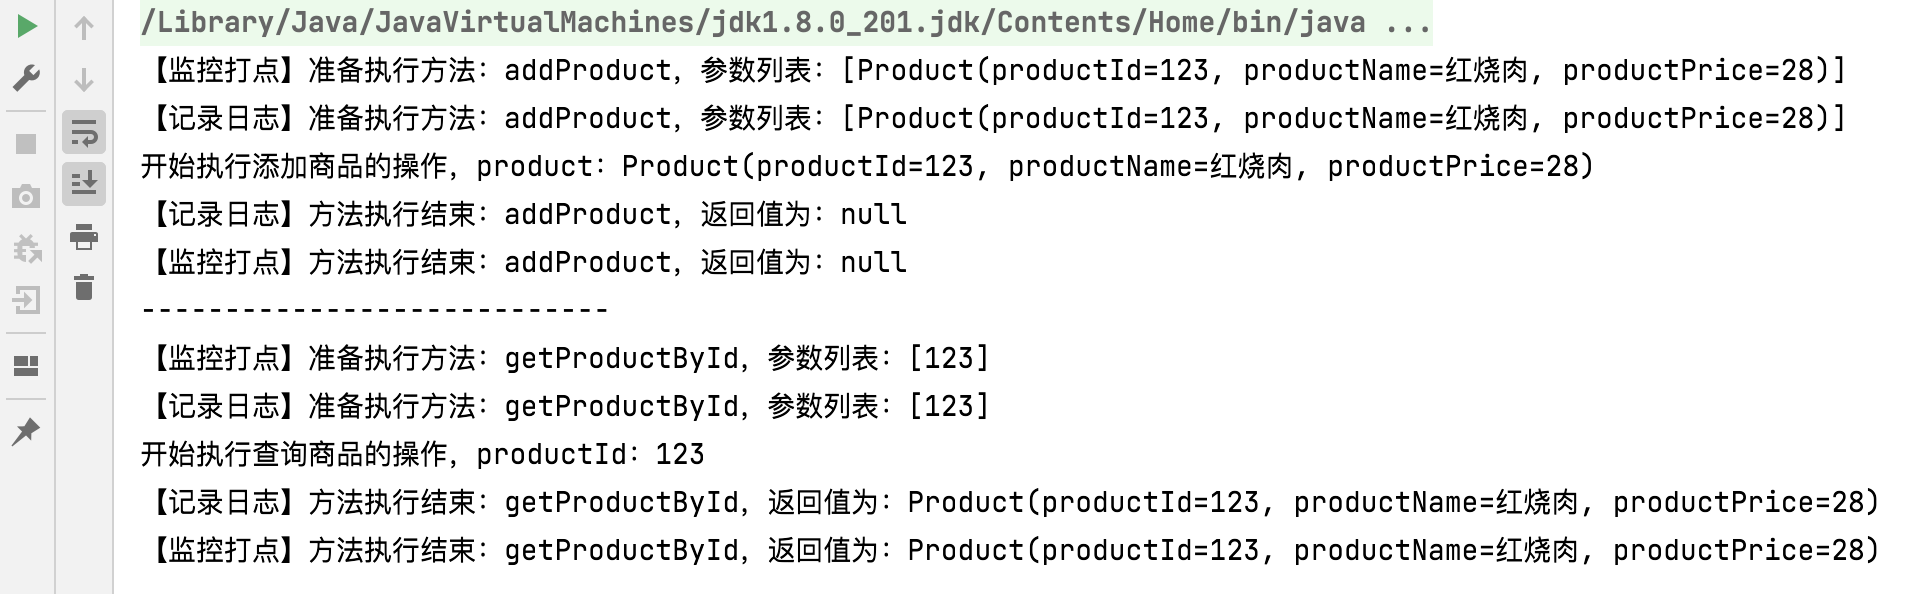 /Library/Java/JavaVirtualMachines/jdk1.8.0_201.jdk/Contents/Home/bin/java ...
【监控打点】准备执行方法：addProduct，参数列表：[Product(productId=123, productName=红烧肉, productPrice=28)]
【记录日志】准备执行方法：addProduct，参数列表：[Product(productId=123, productName=红烧肉, productPrice=28)]
开始执行添加商品的操作，product：Product(productId=123, productName=红烧肉, productPrice=28)
【记录日志】方法执行结束：addProduct，返回值为：null
【监控打点】方法执行结束：addProduct，返回值为：null
----------------------------
【监控打点】准备执行方法：getProductById，参数列表：[123]
【记录日志】准备执行方法：getProductById，参数列表：[123]
开始执行查询商品的操作，productId：123
【记录日志】方法执行结束：getProductById，返回值为：Product(productId=123, productName=红烧肉, productPrice=28)
【监控打点】方法执行结束：getProductById，返回值为：Product(productId=123, productName=红烧肉, productPrice=28)